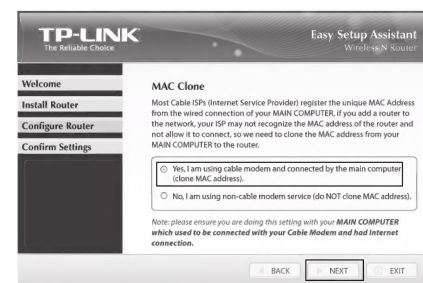 TP-LINK
The Reliable Choice
Easy Setup Assistant
Wireless N Router
Welcome
Install Router
Configure Router
Confirm Settings
MAC Clone
Most Cable ISPs (Internet Service Provider) register the unique MAC Address
from the wired connection of your MAIN COMPUTER, if you add a router to
the network, your ISP may not recognize the MAC address of the router and
not allow it to connect, so we need to clone the MAC address from your
MAIN COMPUTER to the router.
Yes, I am using cable modem and connected by the main computer
(clone MAC address).
No, I am using non-cable modem service (do NOT clone MAC address).
Note: please ensure you are doing this setting with your MAIN COMPUTER
which used to be connected with your Cable Modem and had Internet
connection.
BACK
NEXT
EXIT